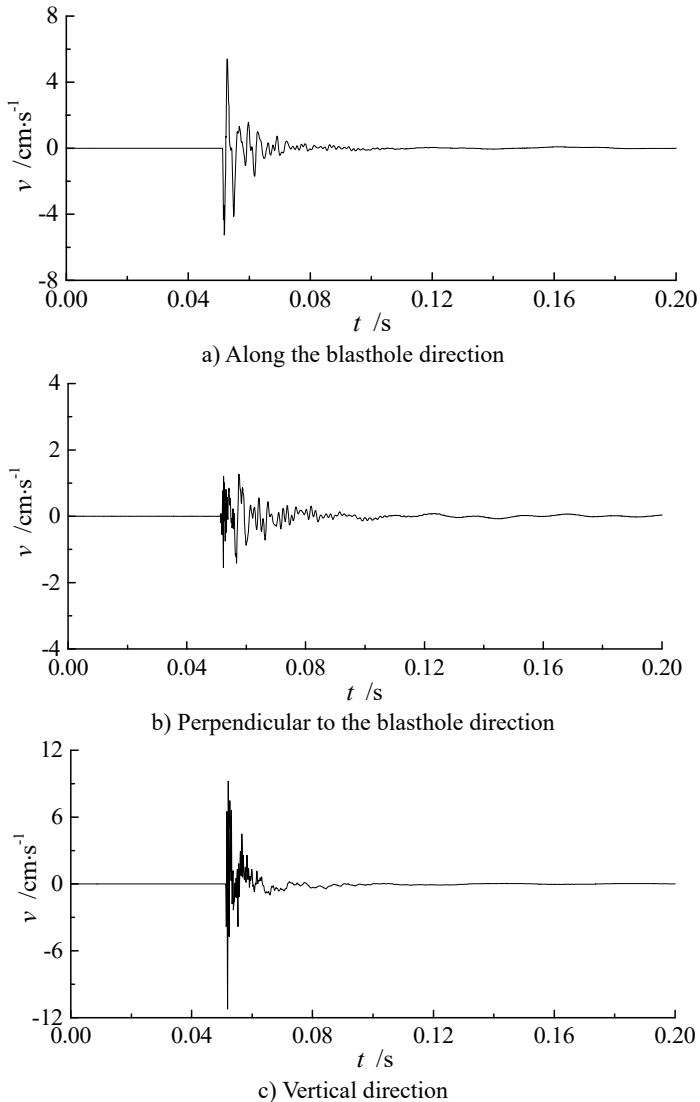 8
4
0
-4
-8
v /cm·s⁻¹
0.00 0.04 0.08 0.12 0.16 0.20
t /s
a) Along the blasthole direction
4
2
0
-2
-4
v /cm·s⁻¹
0.00 0.04 0.08 0.12 0.16 0.20
t /s
b) Perpendicular to the blasthole direction
12
6
0
-6
-12
v /cm·s⁻¹
0.00 0.04 0.08 0.12 0.16 0.20
t /s
c) Vertical direction